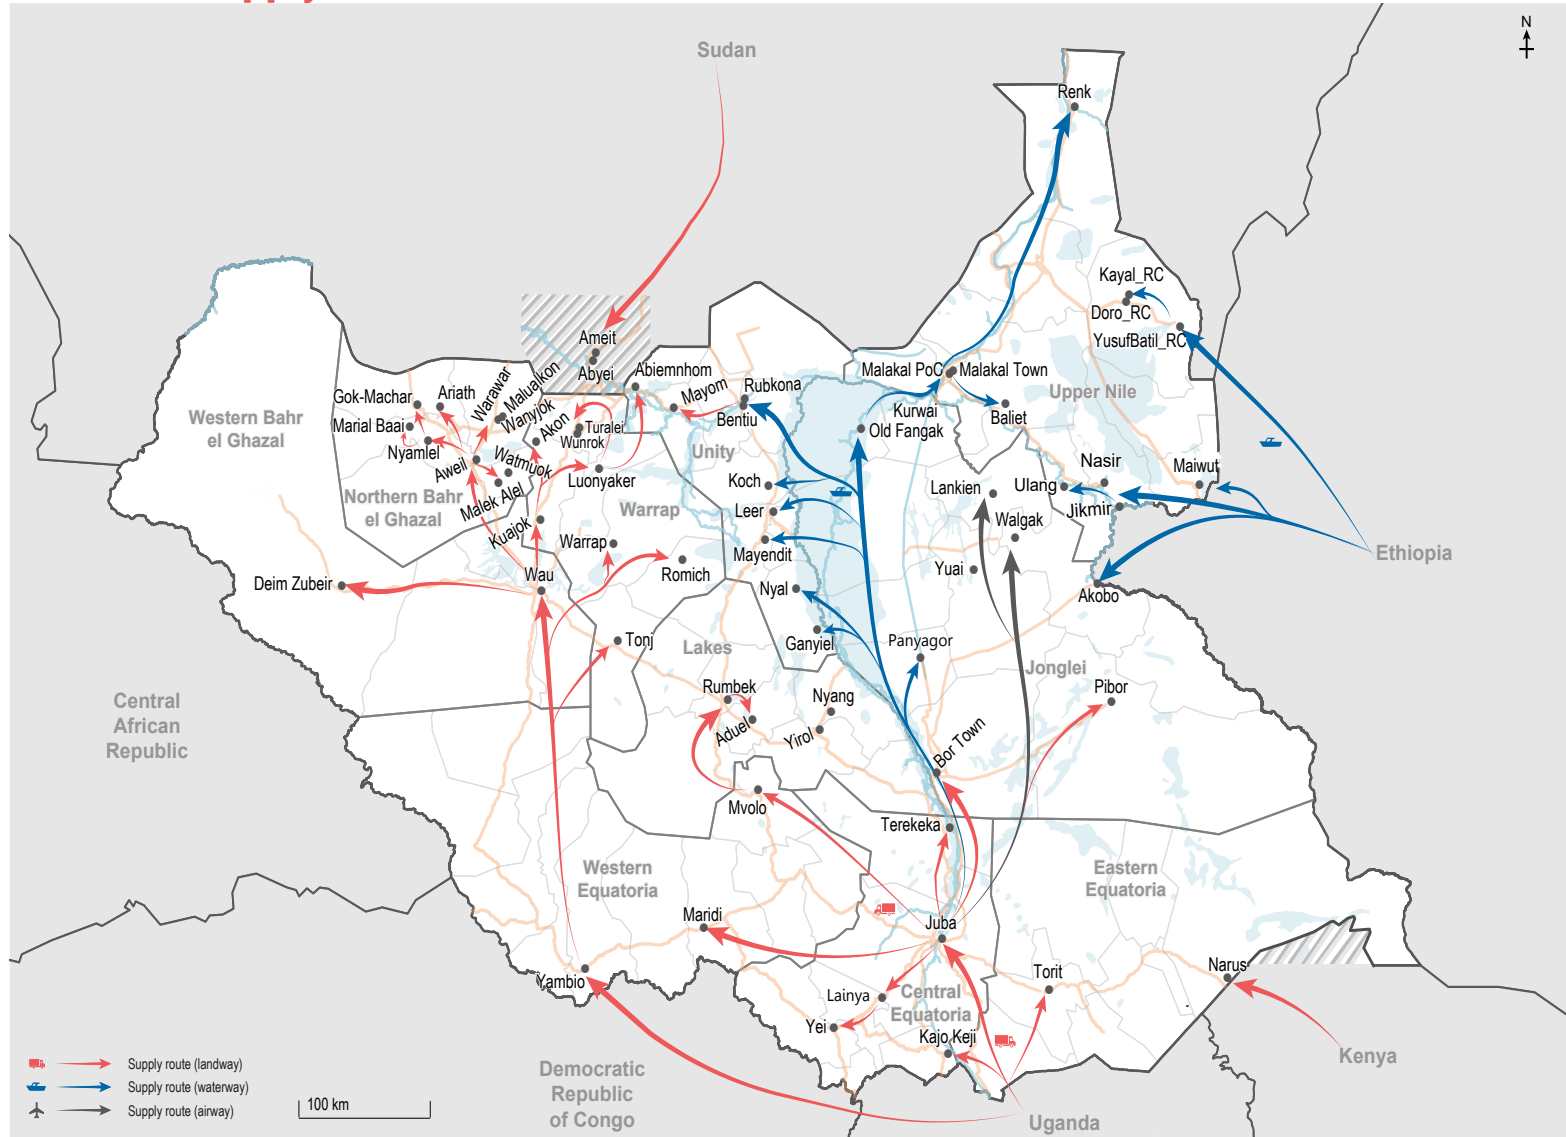 N
Sudan
Renk
Kayal_RC
Doro_RC
YusufBatil_RC
Ameit
Abyei
Abiemnhom
Mayom
Rubkona
Bentiu
Malakal PoC
Malakal Town
Upper Nile
Kurwai
Old Fangak
Baliet
Gok-Machar
Ariath
Warawar
Malualkon
Wanyjok
Akon
Turalei
Wunrok
Western Bahr
el Ghazal
Marial Baai
Nyamlel
Aweil
Watmuok
Malek Alel
Northern Bahr
el Ghazal
Luonyaker
Unity
Koch
Leer
Mayendit
Warrap
Kuajok
Warrap
Romich
Lankien
Walgak
Yuai
Ulang
Nasir
Jikmir
Maiwut
Ethiopia
Akobo
Deim Zubeir
Wau
Nyal
Ganyiel
Panyagor
Tonj
Lakes
Jonglei
Pibor
Rumbek
Aduel
Nyang
Yirol
Bor Town
Central
African
Republic
Mvolo
Terekeka
Western
Equatoria
Eastern
Equatoria
Maridi
Juba
Yambio
Lainya
Central
Equatoria
Torit
Narus
Yei
Kajo Keji
Kenya
Democratic
Republic
of Congo
Uganda
Supply route (landway)
Supply route (waterway)
Supply route (airway)
100 km